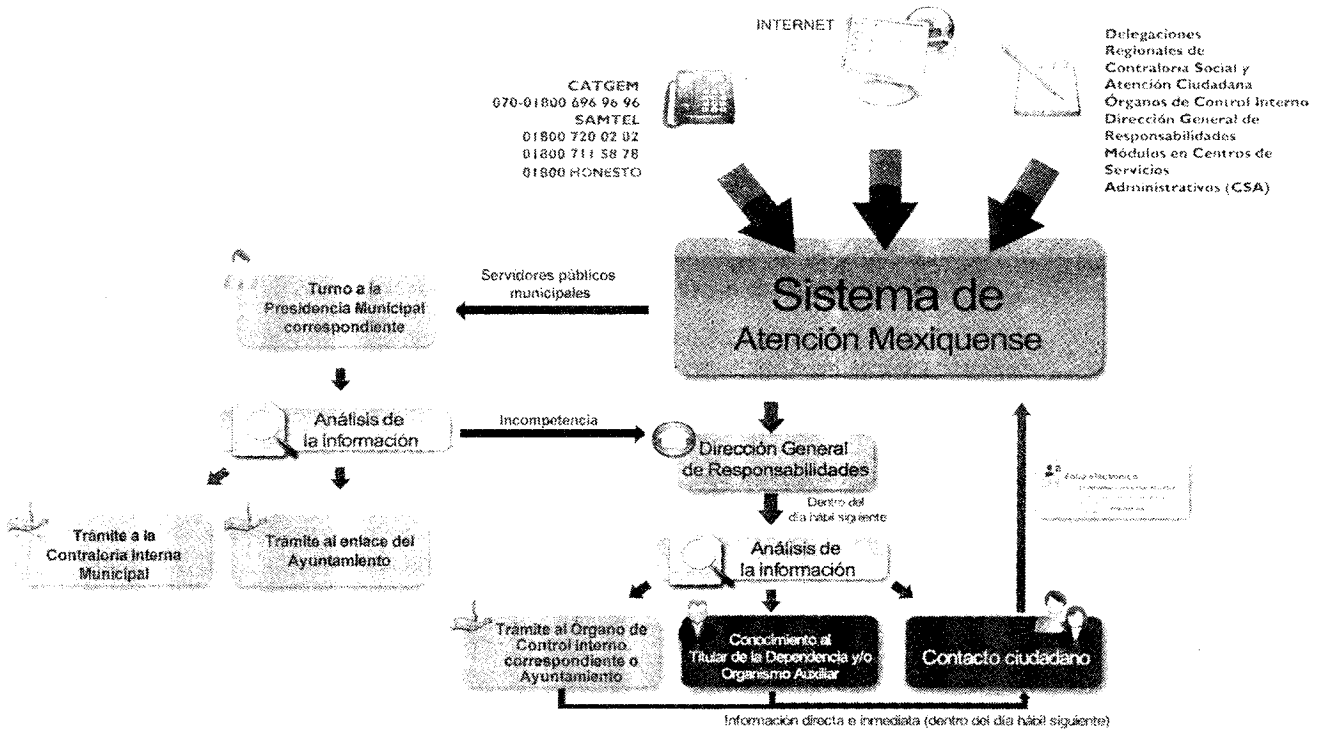 INTERNET
CATGEM
070-01800 696 96 96
SAMTEL
01800 720 02 02
01800 711 58 78
01800 HONESTO
Delegaciones
Regionales de
Contraloría Social y
Atención Ciudadana
Órganos de Control Interno
Dirección General de
Responsabilidades
Módulos en Centros de
Servicios
Administrativos (CSA)
Sistema de
Atención Mexiquense
Servidores públicos
municipales
Turno a la
Presidencia Municipal
correspondiente
Análisis de
la información
Incompetencia
Dirección General
de Responsabilidades
Dentro del
día hábil siguiente
Folio electrónico
Trámite a la
Contraloría Interna
Municipal
Trámite al enlace del
Ayuntamiento
Análisis de
la información
Trámite al Órgano de
Control Interno
correspondiente o
Ayuntamiento
Conocimiento al
Titular de la Dependencia y/o
Organismo Auxiliar
Contacto ciudadano
Información directa e inmediata (dentro del día hábil siguiente)